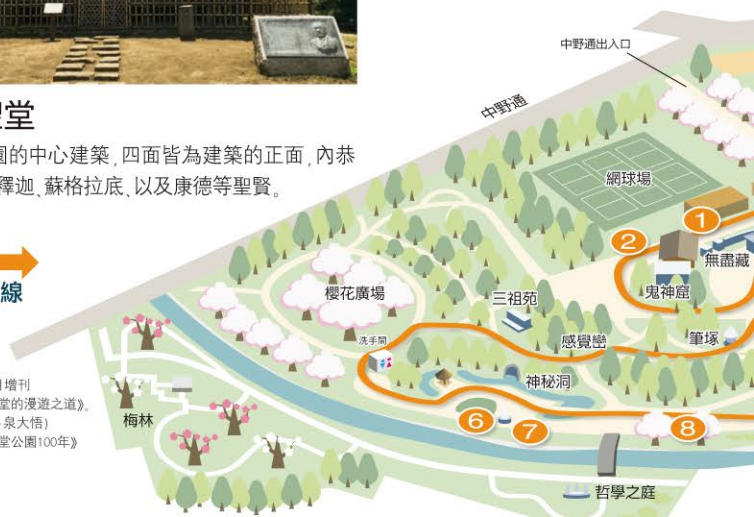 聖堂
園的中心建築,四面皆為建築的正面,內恭
釋迦、蘇格拉底、以及康德等聖賢。
線
增刊
堂的漫遊之道》。
泉大悟)
堂公園100年》
中野通出入口
中野通
網球場
1
2
無盡藏
鬼神窟
櫻花廣場
三祖苑
洗手間
感覺巒
筆塚
神秘洞
梅林
6
7
8
哲學之庭